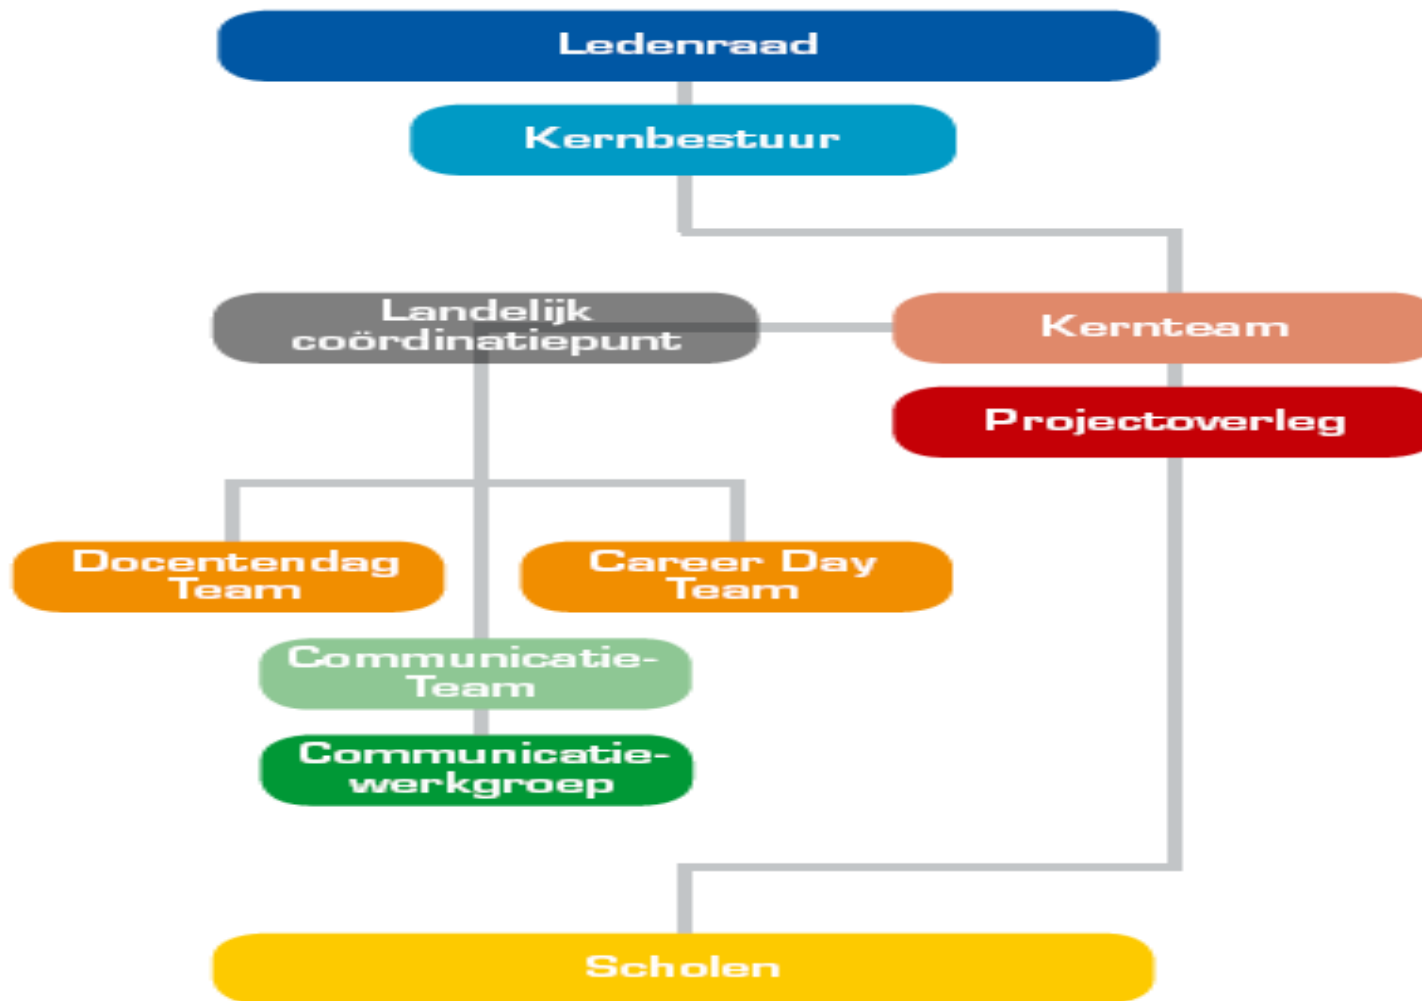 Ledenraad
Kernbestuur
Landelijk
coördinatiepunt
Kernteam
Projectoverleg
Docentendag
Team
Career Day
Team
Communicatie-
Team
Communicatie-
werkgroep
Scholen